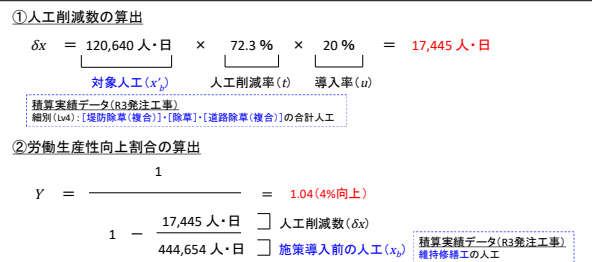 ①人工削減数の算出
δx = 120,640 人・日 × 72.3 % × 20 % = 17,445 人・日
対象人工(x'b) 人工削減率(t) 導入率(u)
積算実績データ(R3発注工事)
細別(Lv4):[堤防除草(複合)]・[除草]・[道路除草(複合)]の合計人工
②労働生産性向上割合の算出
1
Y = = 1.04(4%向上)
1 − 17,445 人・日 人工削減数(δx)
444,654 人・日 施策導入前の人工(xb)
積算実績データ(R3発注工事)
維持修繕工の人工